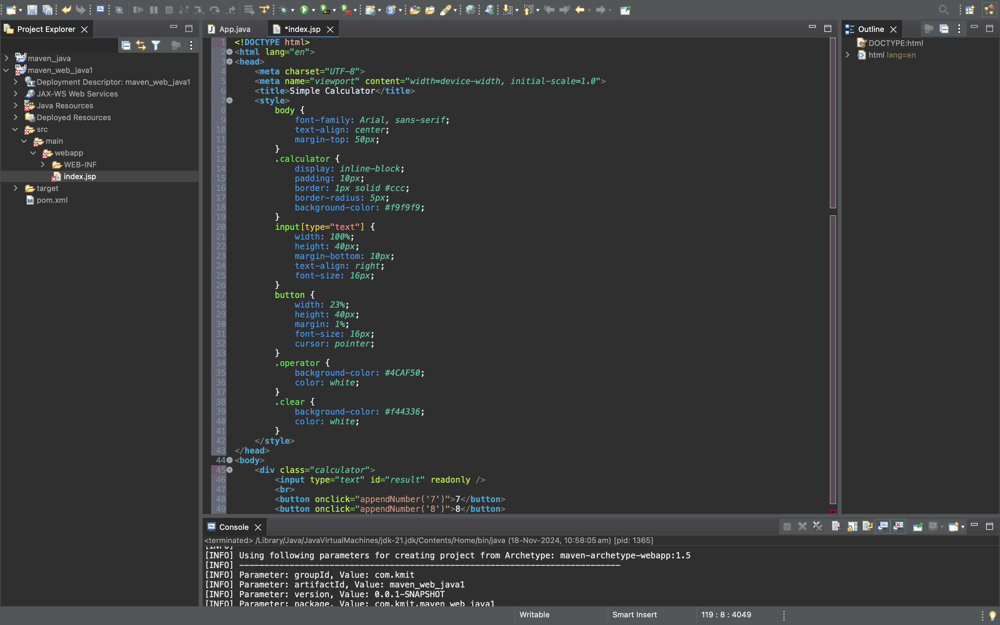 Project Explorer
maven_java
maven_web_java1
Deployment Descriptor: maven_web_java1
JAX-WS Web Services
Java Resources
Deployed Resources
src
main
webapp
WEB-INF
index.jsp
target
pom.xml
App.java
*index.jsp
1 <!DOCTYPE html>
2 <html lang="en">
3 <head>
4 <meta charset="UTF-8">
5 <meta name="viewport" content="width=device-width, initial-scale=1.0">
6 <title>Simple Calculator</title>
7 <style>
8 body {
9 font-family: Arial, sans-serif;
10 text-align: center;
11 margin-top: 50px;
12 }
13 .calculator {
14 display: inline-block;
15 padding: 10px;
16 border: 1px solid #ccc;
17 border-radius: 5px;
18 background-color: #f9f9f9;
19 }
20 input[type="text"] {
21 width: 100%;
22 height: 40px;
23 margin-bottom: 10px;
24 text-align: right;
25 font-size: 16px;
26 }
27 button {
28 width: 23%;
29 height: 40px;
30 margin: 1%;
31 font-size: 16px;
32 cursor: pointer;
33 }
34 .operator {
35 background-color: #4CAF50;
36 color: white;
37 }
38 .clear {
39 background-color: #f44336;
40 color: white;
41 }
42 </style>
43 </head>
44 <body>
45 <div class="calculator">
46 <input type="text" id="result" readonly />
47 <br>
48 <button onclick="appendNumber('7')">7</button>
49 <button onclick="appendNumber('8')">8</button>
Outline
DOCTYPE:html
html lang=en
Console
<terminated> /Library/Java/JavaVirtualMachines/jdk-21.jdk/Contents/Home/bin/java (18-Nov-2024, 10:58:05 am) [pid: 1365]
[INFO]
[INFO] Using following parameters for creating project from Archetype: maven-archetype-webapp:1.5
[INFO] ----------------------------------------------------------------------------
[INFO] Parameter: groupId, Value: com.kmit
[INFO] Parameter: artifactId, Value: maven_web_java1
[INFO] Parameter: version, Value: 0.0.1-SNAPSHOT
[INFO] Parameter: package, Value: com.kmit.maven_web_java1
Writable
Smart Insert
119 : 8 : 4049